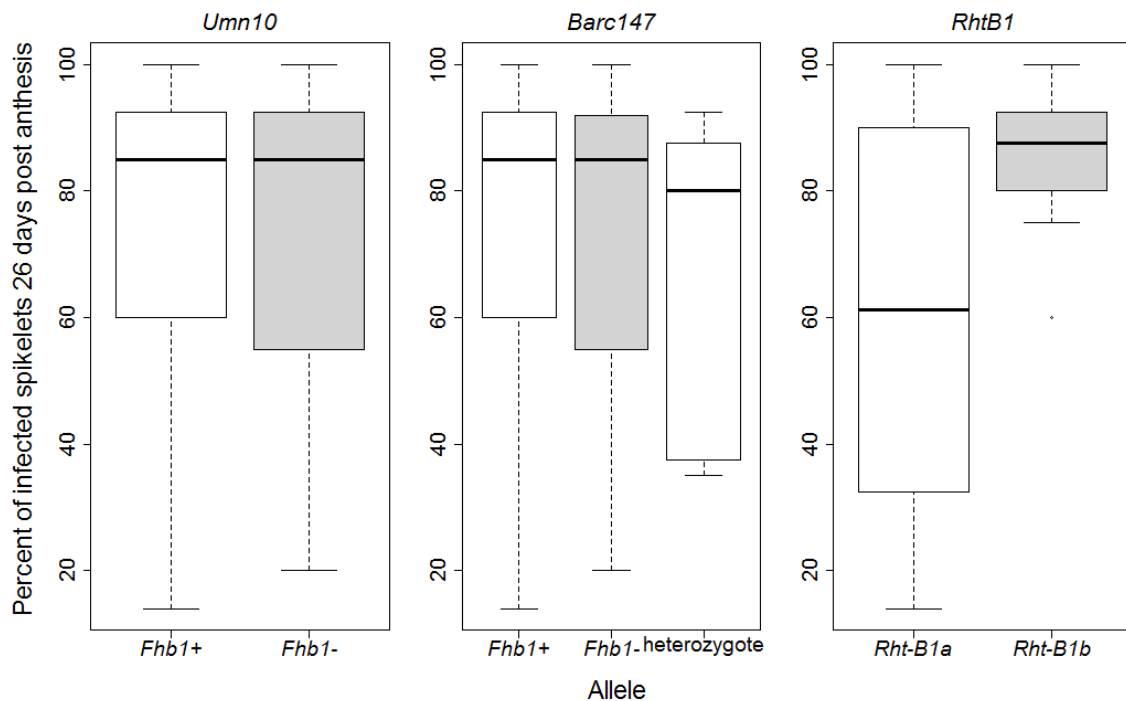 Umn10
Barc147
RhtB1
Percent of infected spikelets 26 days post anthesis
100
80
60
40
20
100
80
60
40
20
100
80
60
40
20
Fhb1+
Fhb1-
Fhb1+
Fhb1-
heterozygote
Rht-B1a
Rht-B1b
Allele